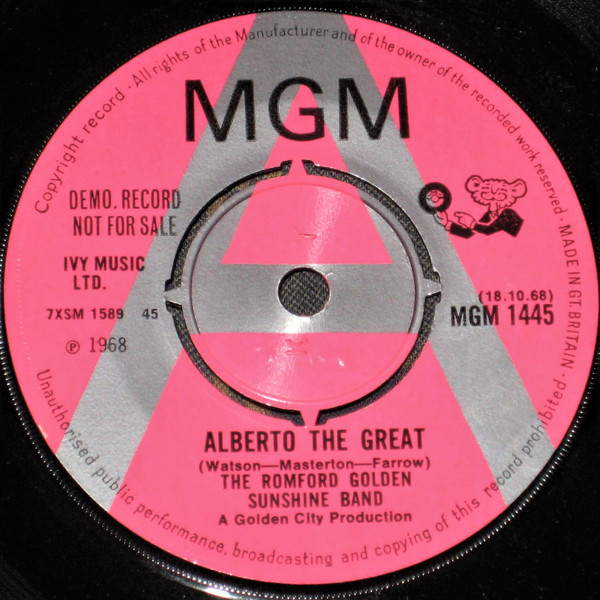 Copyright record · All rights of the Manufacturer and of the owner of the recorded work reserved · MADE IN GT. BRITAIN ·
MGM
DEMO. RECORD
NOT FOR SALE
IVY MUSIC
LTD.
7XSM 1589 45
℗ 1968
(18.10.68)
MGM 1445
A
ALBERTO THE GREAT
(Watson—Masterton—Farrow)
THE ROMFORD GOLDEN
SUNSHINE BAND
A Golden City Production
Unauthorised public performance, broadcasting and copying of this record prohibited ·